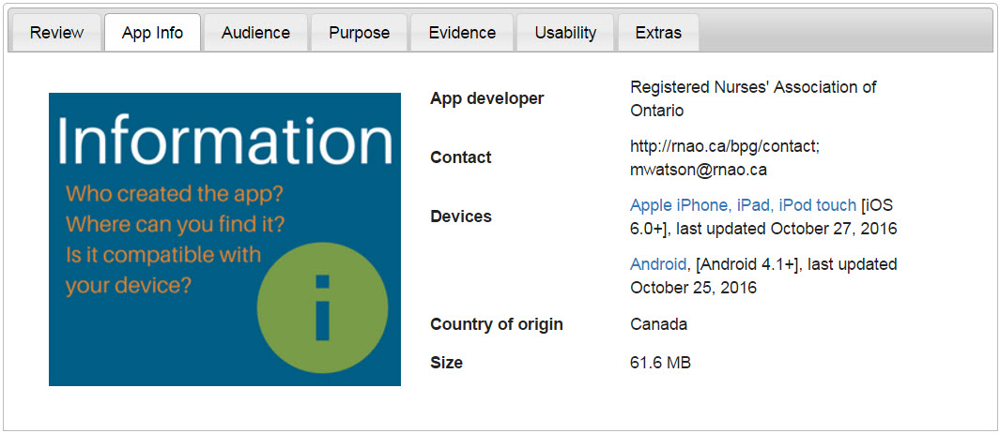 Review App Info Audience Purpose Evidence Usability Extras
Information
Who created the app?
Where can you find it?
Is it compatible with
your device?
i
App developer
Registered Nurses' Association of
Ontario
Contact
http://rnao.ca/bpg/contact;
mwatson@rnao.ca
Devices
Apple iPhone, iPad, iPod touch [iOS
6.0+], last updated October 27, 2016
Android, [Android 4.1+], last updated
October 25, 2016
Country of origin
Canada
Size
61.6 MB